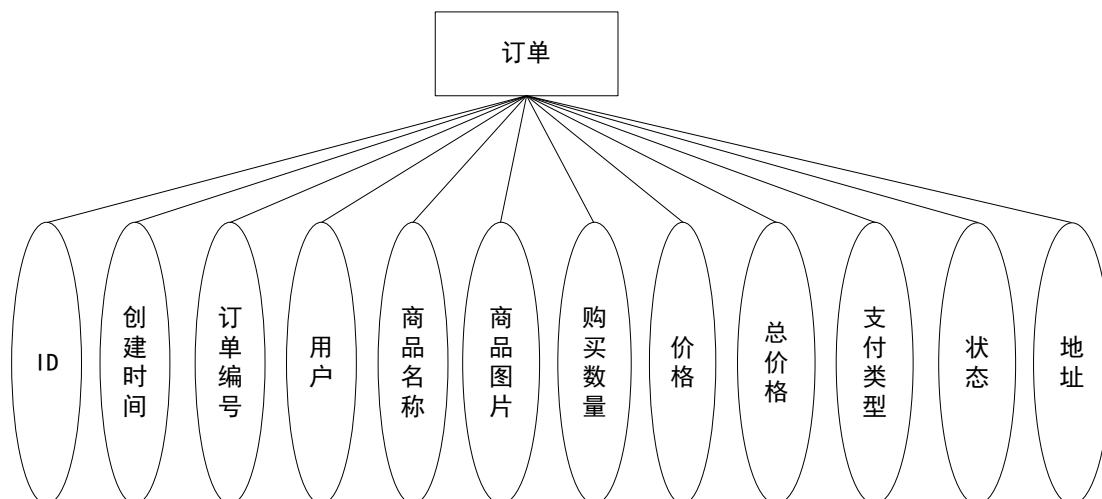 订单
ID
创建时间
订单编号
用户
商品名称
商品图片
购买数量
价格
总价格
支付类型
状态
地址